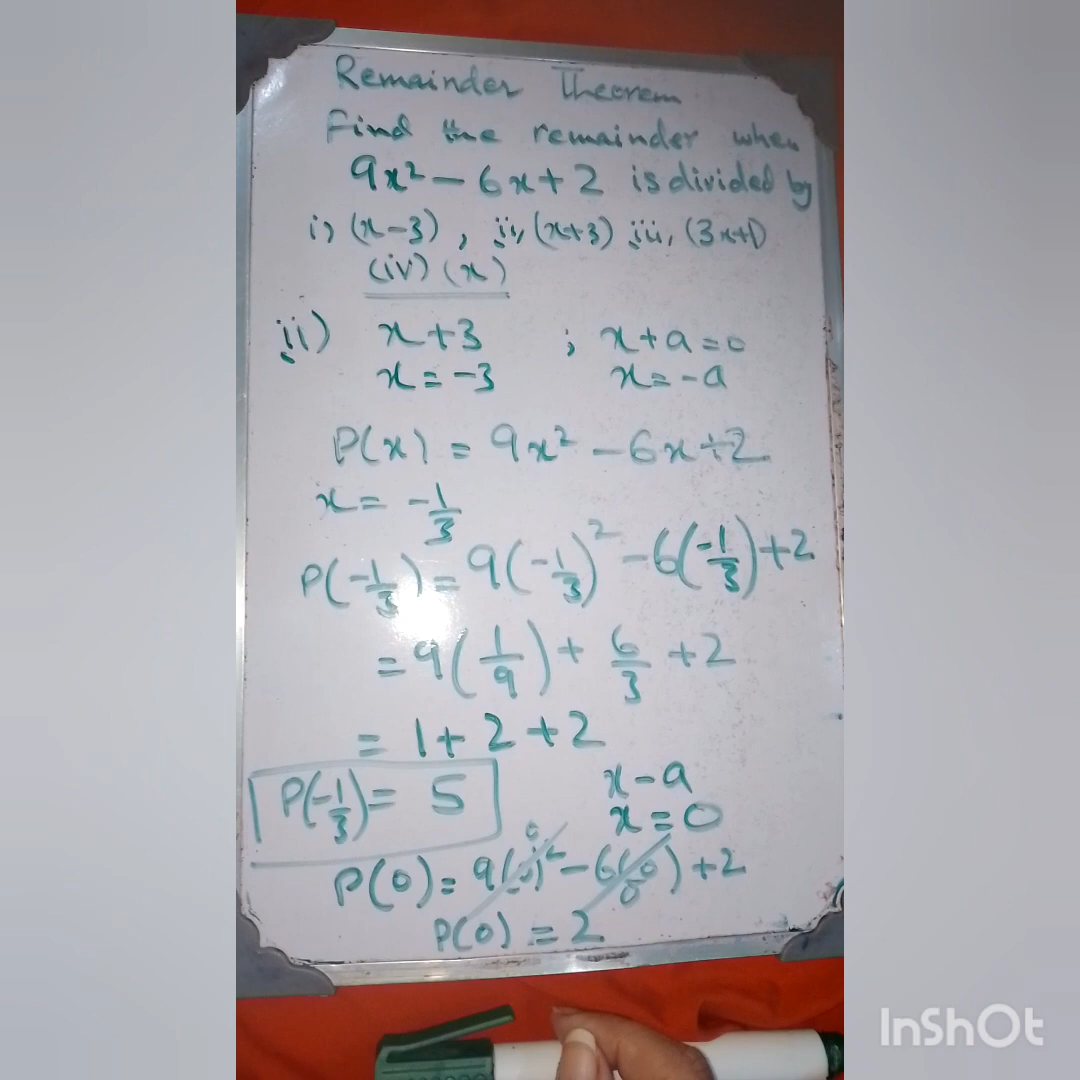 Remainder Theorem
Find the remainder when
9x² - 6x + 2 is divided by
i, (x-3), ii, (x+3) iii, (3x+1)
(iv) (x)
ii) x + 3 ; x + a = 0
x = -3 x = -a
P(x) = 9x² - 6x + 2
x = -1/3
P(-1/3) = 9(-1/3)² - 6(-1/3) + 2
= 9(1/9) + 6/3 + 2
= 1 + 2 + 2
P(-1/3) = 5 x - a
x = 0
P(0) = 9(0)² - 6(0) + 2
P(0) = 2
InShOt